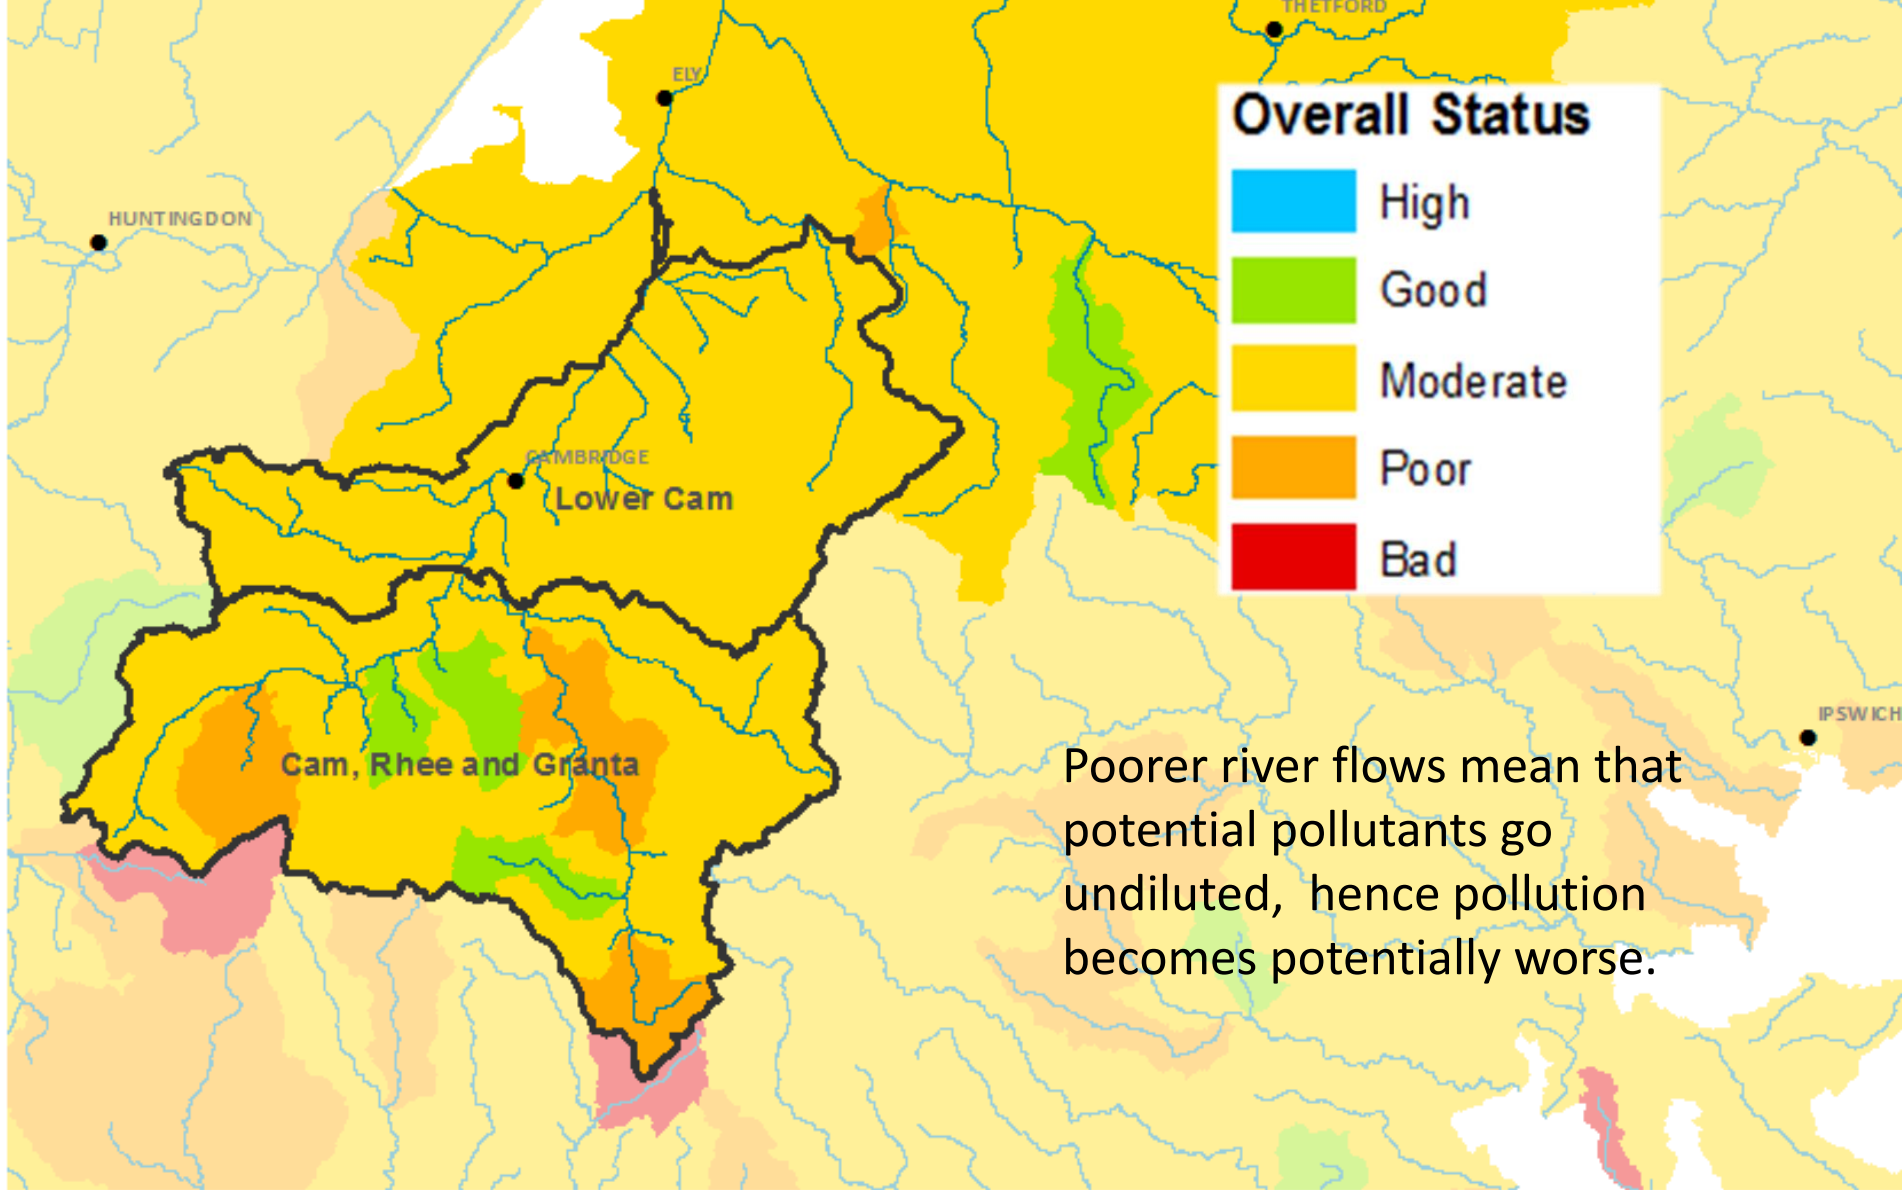 THETFORD
ELY
Overall Status
High
HUNTINGDON
Good
Moderate
CAMBRIDGE
Poor
Lower Cam
Bad
IPSWICH
Cam, Rhee and Granta
Poorer river flows mean that
potential pollutants go
undiluted,  hence pollution
becomes potentially worse.